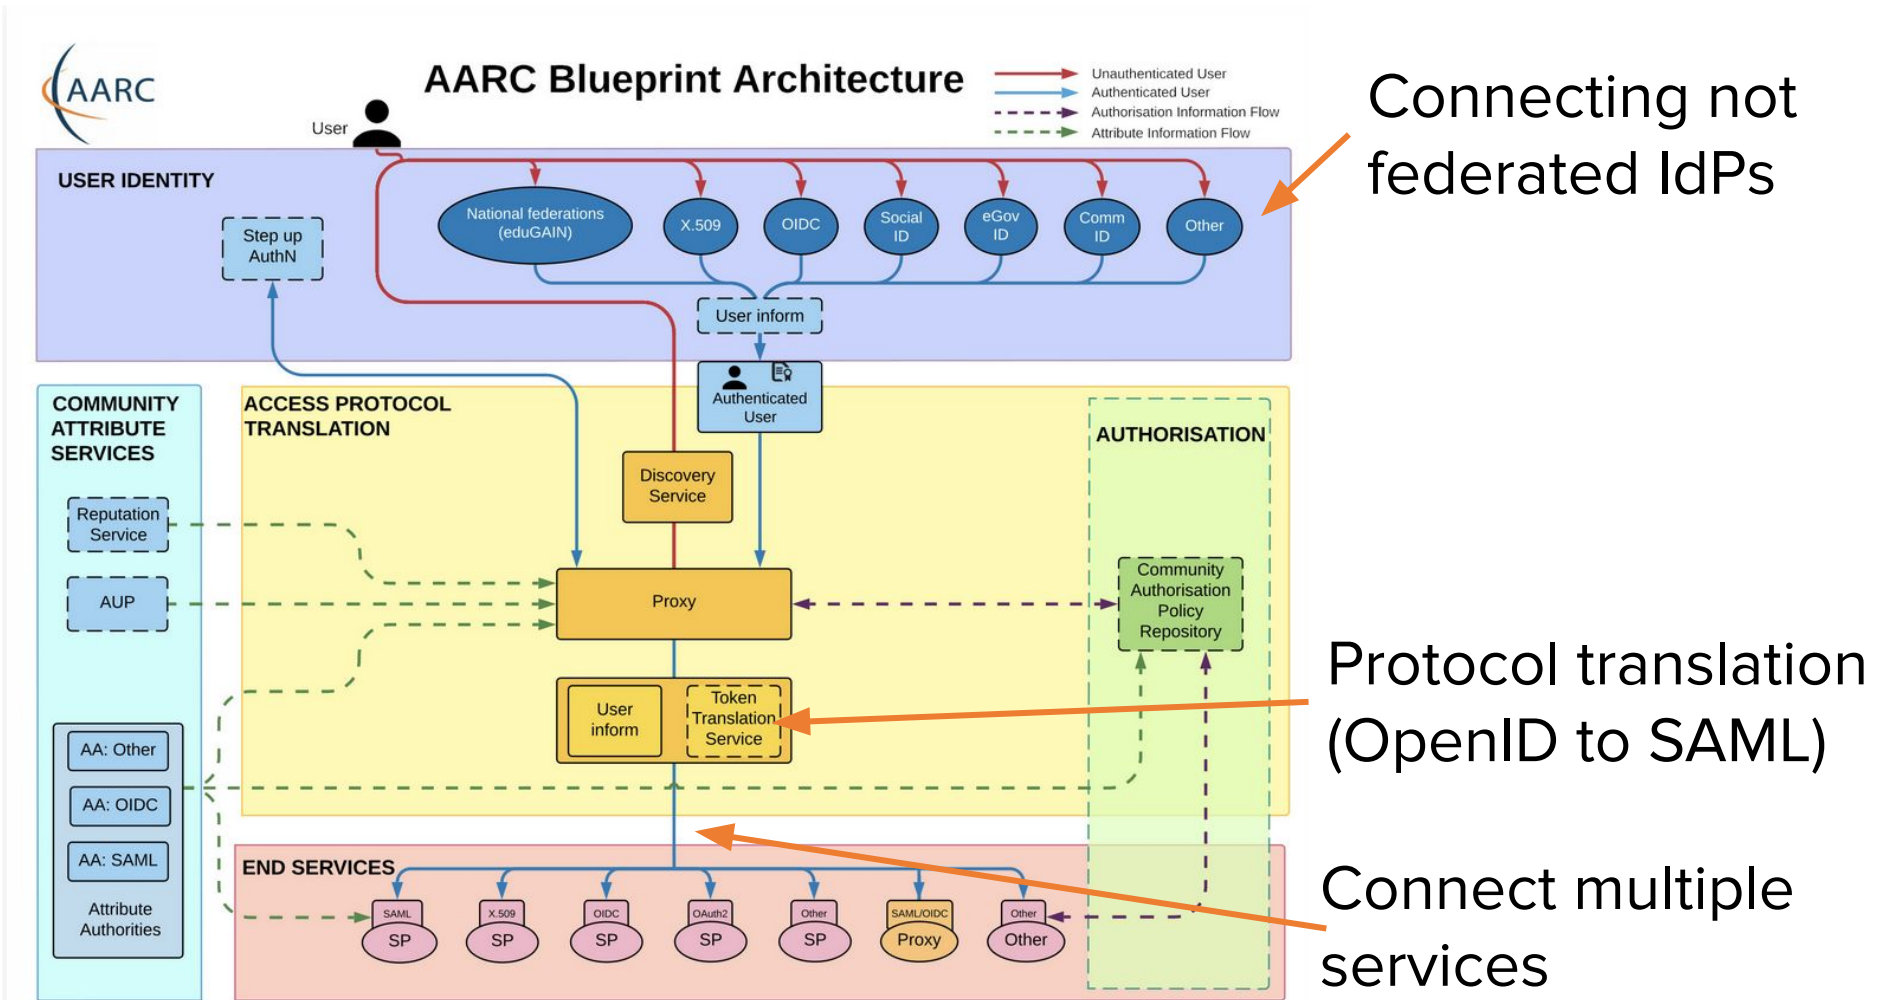 AARC
AARC Blueprint Architecture
Unauthenticated User
Authenticated User
Authorisation Information Flow
Attribute Information Flow
Connecting not
federated IdPs
User
USER IDENTITY
Step up
AuthN
National federations
(eduGAIN)
X.509
OIDC
Social
ID
eGov
ID
Comm
ID
Other
User inform
Authenticated
User
COMMUNITY
ATTRIBUTE
SERVICES
ACCESS PROTOCOL
TRANSLATION
AUTHORISATION
Discovery
Service
Reputation
Service
AUP
Proxy
Community
Authorisation
Policy
Repository
User
inform
Token
Translation
Service
Protocol translation
(OpenID to SAML)
AA: Other
AA: OIDC
AA: SAML
Attribute
Authorities
END SERVICES
SAML
SP
X.509
SP
OIDC
SP
OAuth2
SP
Other
SP
SAML/OIDC
Proxy
Other
Other
Connect multiple
services